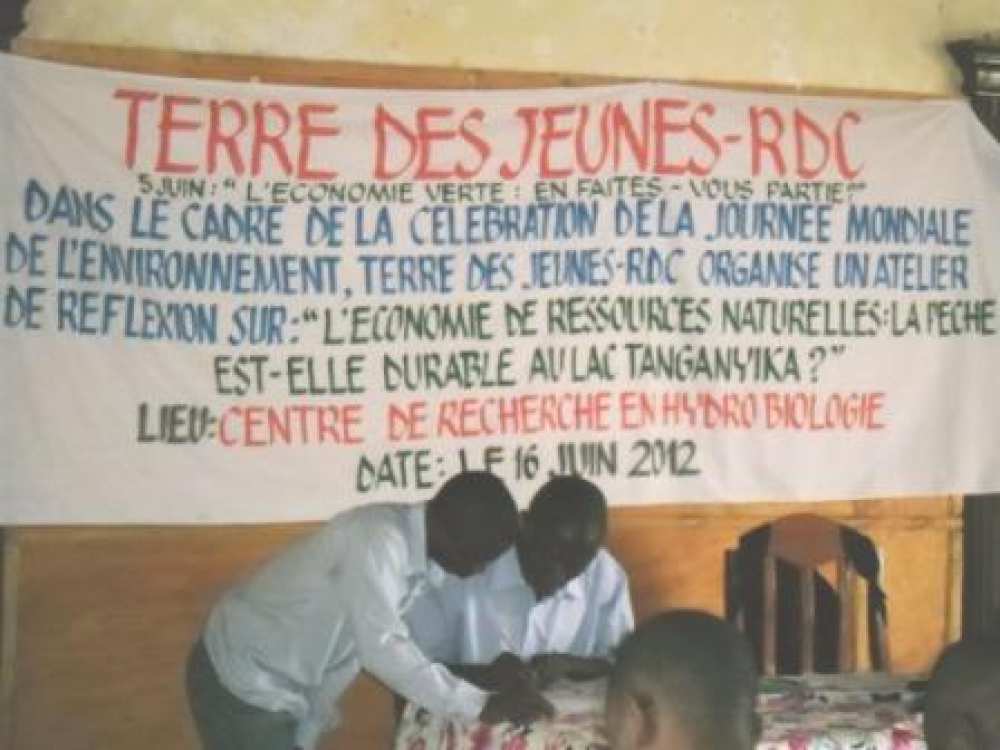 TERRE DES JEUNES-RDC
5 JUIN: "L'ECONOMIE VERTE: EN FAITES-VOUS PARTIE?"
DANS LE CADRE DE LA CELEBRATION DE LA JOURNEE MONDIALE
DE L'ENVIRONNEMENT, TERRE DES JEUNES-RDC ORGANISE UN ATELIER
DE REFLEXION SUR: "L'ECONOMIE DE RESSOURCES NATURELLES: LA PECHE
EST-ELLE DURABLE AU LAC TANGANYIKA?"
LIEU: CENTRE DE RECHERCHE EN HYDRO BIOLOGIE
DATE: LE 16 JUIN 2012